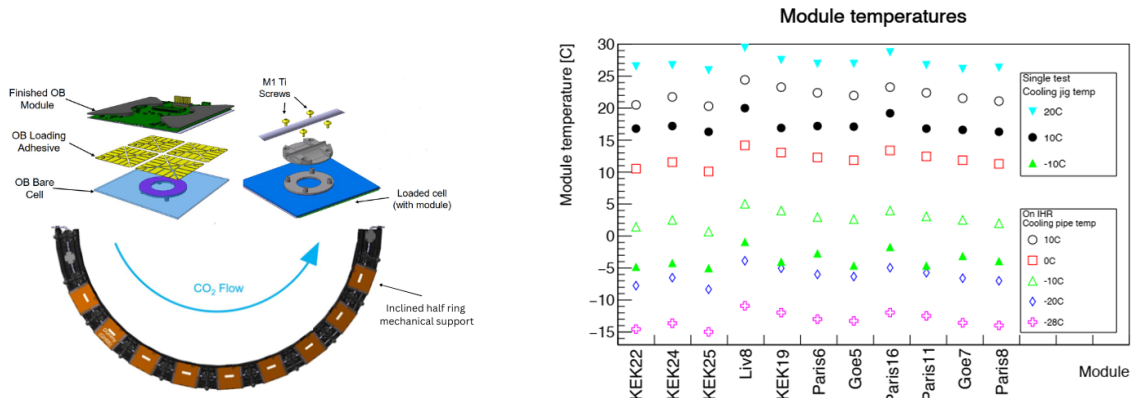 M1 Ti
Screws
Finished OB
Module
OB Loading
Adhesive
OB Bare
Cell
Loaded cell
(with module)
CO2 Flow
Inclined half ring
mechanical support
Module temperatures
Module temperature [C]
30
25
20
15
10
5
0
−5
−10
−15
Single test
Cooling jig temp
20C
10C
-10C
On IHR
Cooling pipe temp
10C
0C
-10C
-20C
-28C
KEK22
KEK24
KEK25
Liv8
KEK19
Paris6
Goe5
Paris16
Paris11
Goe7
Paris8
Module